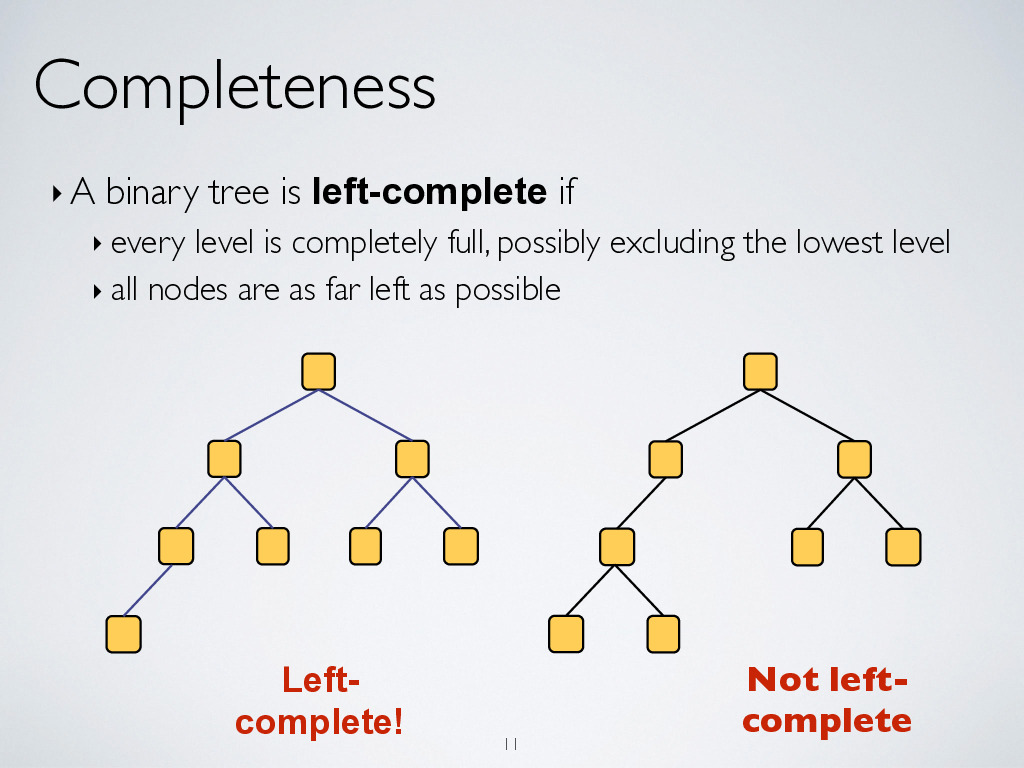 Completeness
‣ A binary tree is left-complete if
‣ every level is completely full, possibly excluding the lowest level
‣ all nodes are as far left as possible
Left-
complete!
Not left-
complete
11